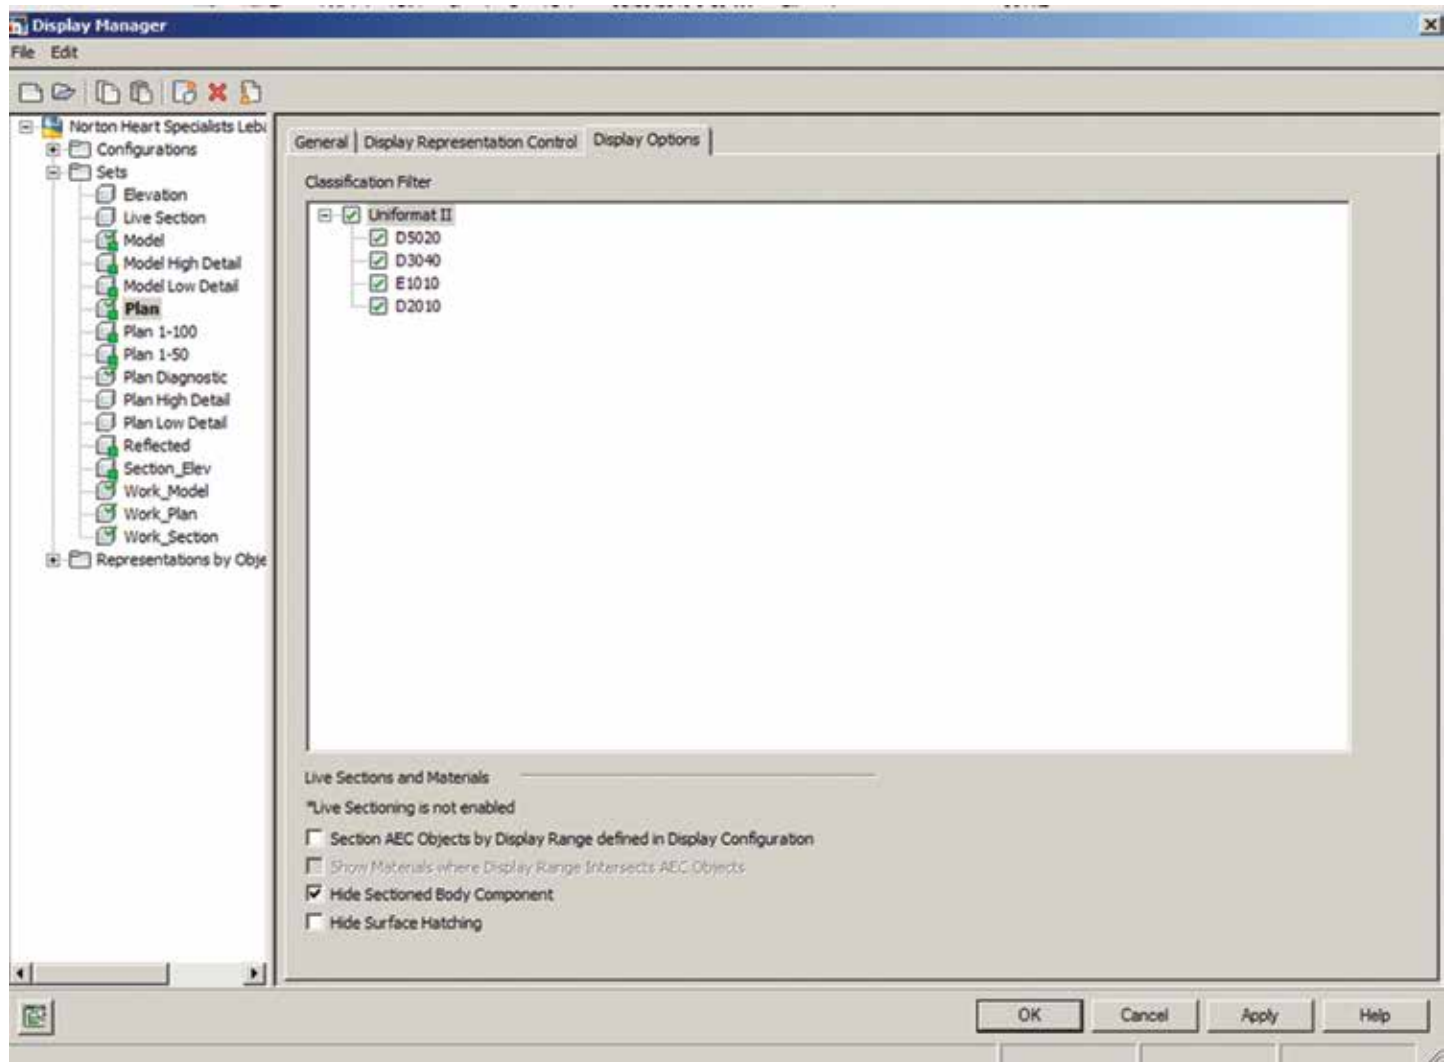 Display Manager
File Edit
Norton Heart Specialists Leba
Configurations
Sets
Elevation
Live Section
Model
Model High Detail
Model Low Detail
Plan
Plan 1-100
Plan 1-50
Plan Diagnostic
Plan High Detail
Plan Low Detail
Reflected
Section_Elev
Work_Model
Work_Plan
Work_Section
Representations by Obje
General Display Representation Control Display Options
Classification Filter
Uniformat II
D5020
D3040
E1010
D2010
Live Sections and Materials
*Live Sectioning is not enabled
Section AEC Objects by Display Range defined in Display Configuration
Show Materials where Display Range Intersects AEC Objects
Hide Sectioned Body Component
Hide Surface Hatching
OK Cancel Apply Help